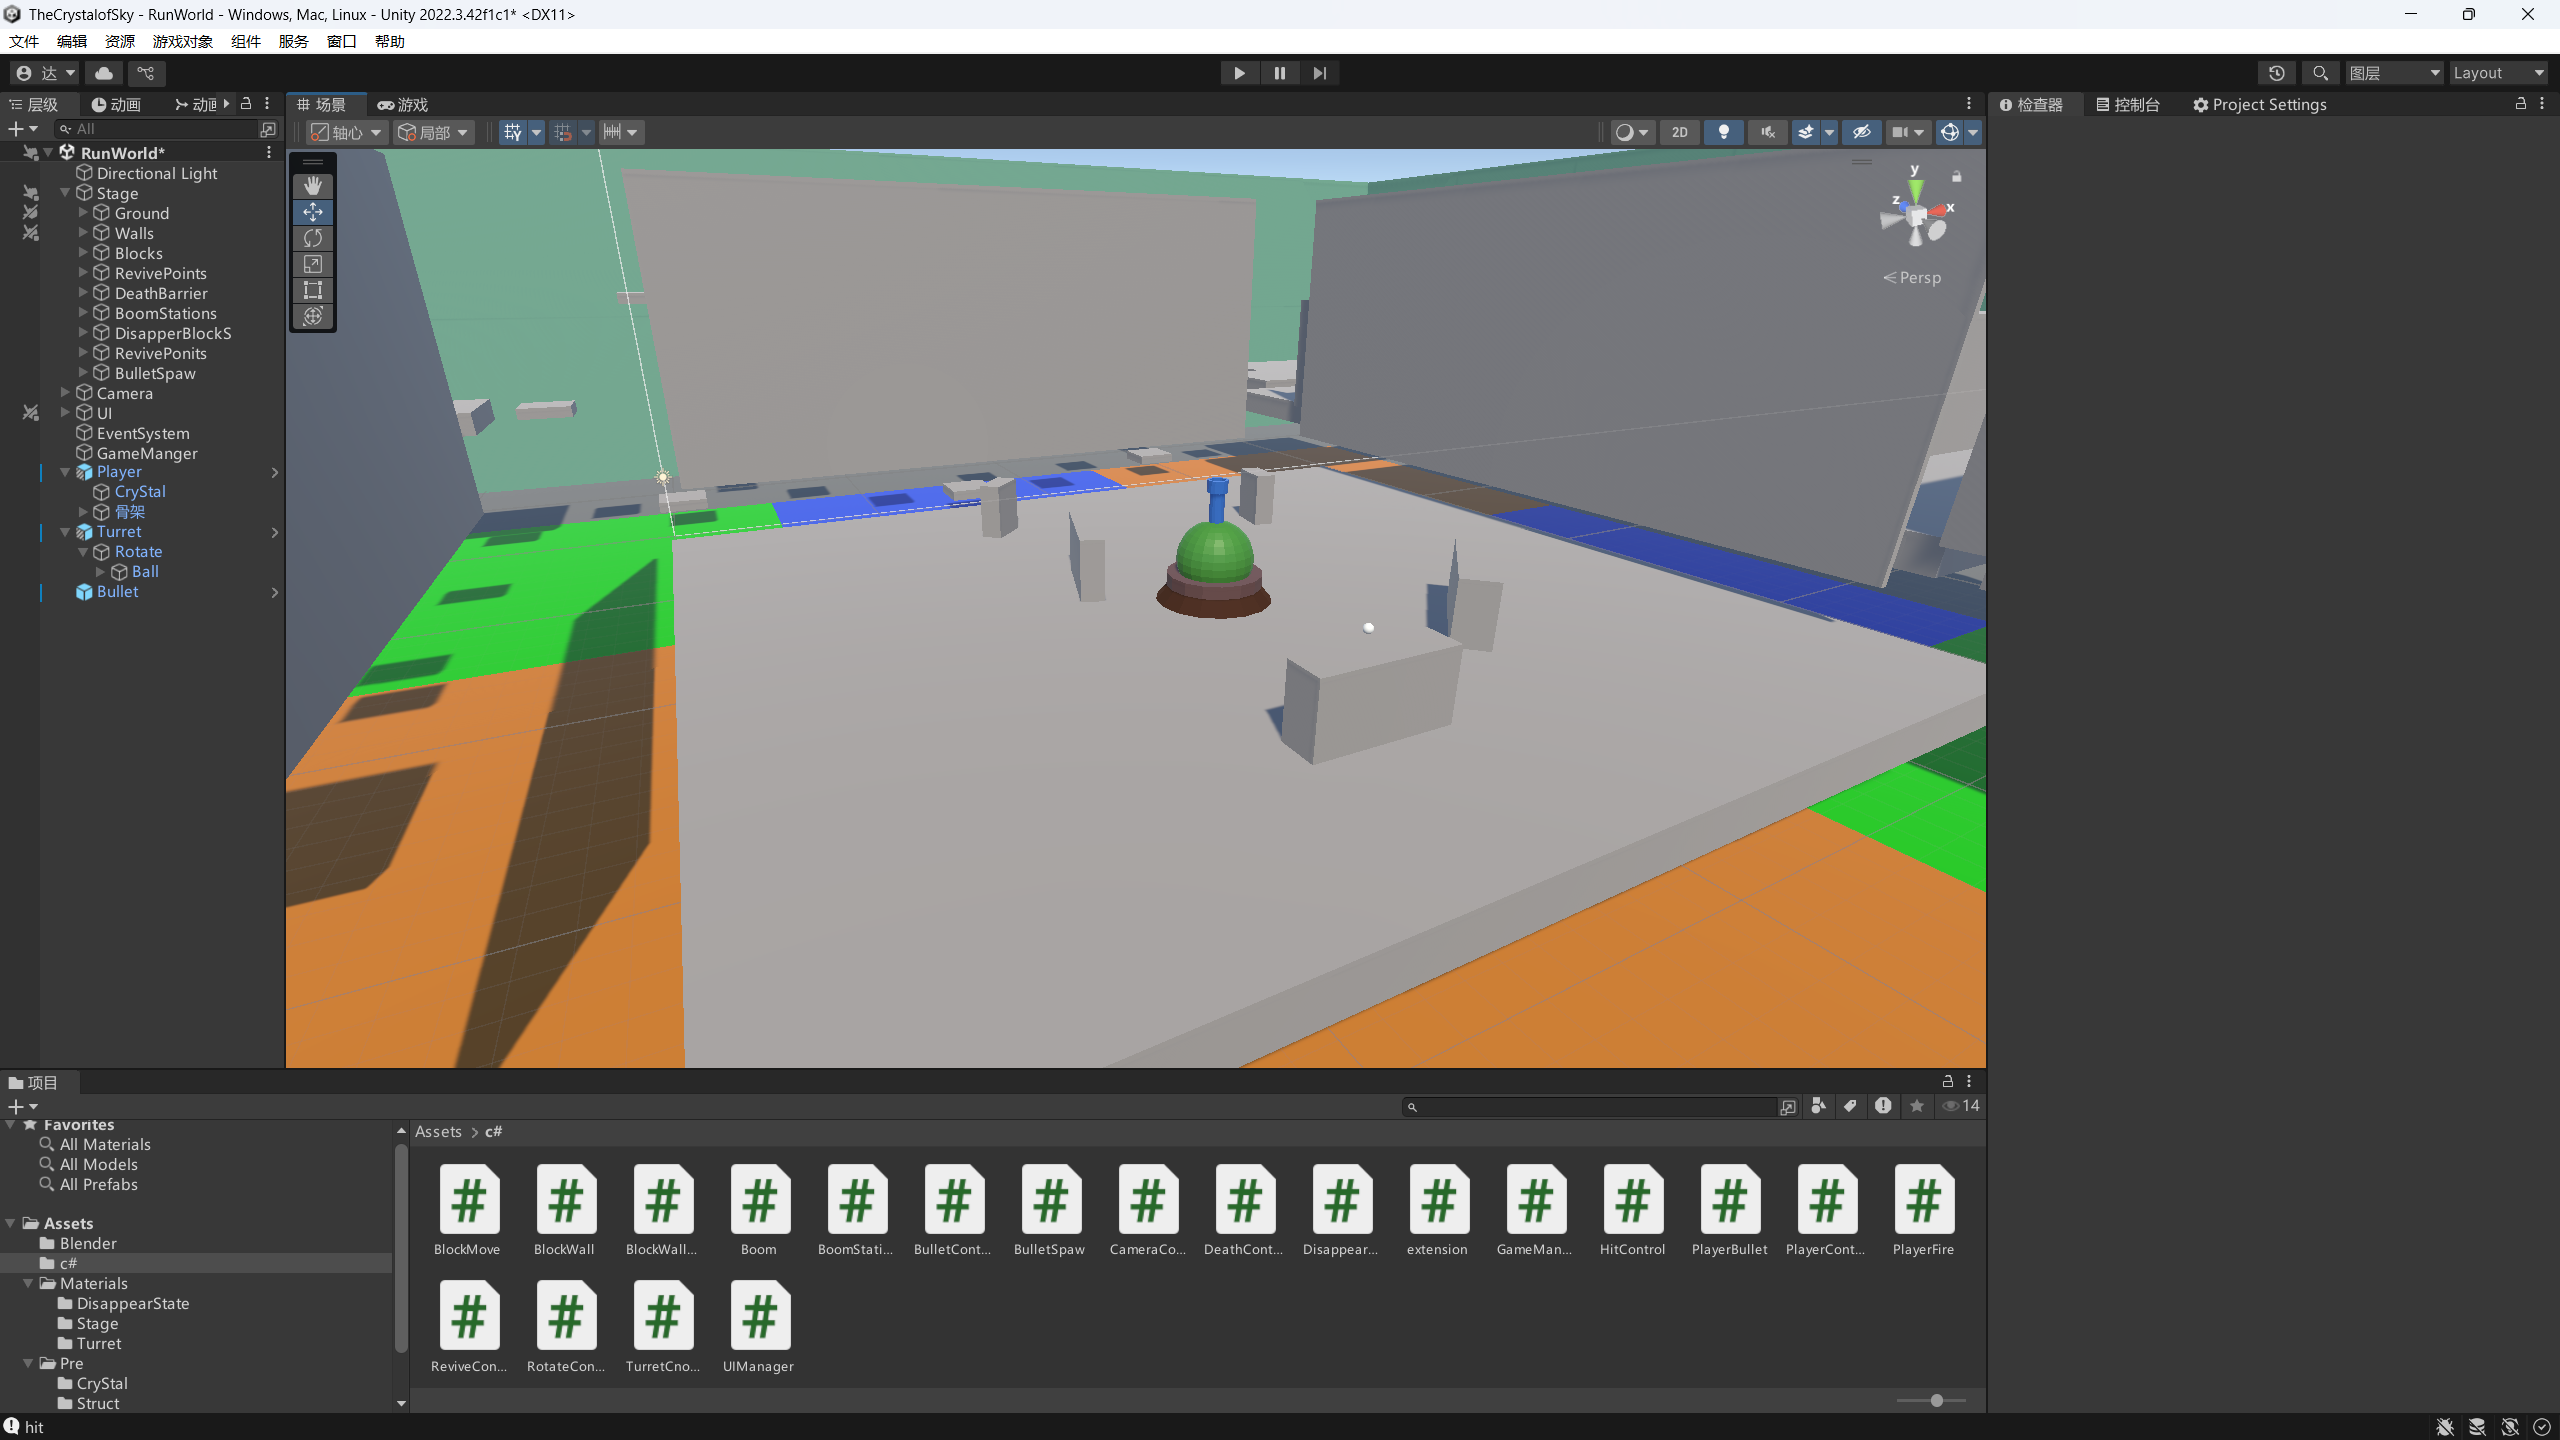 TheCrystalofSky - RunWorld - Windows, Mac, Linux - Unity 2022.3.42f1c1* <DX11>
文件 编辑 资源 游戏对象 组件 服务 窗口 帮助
达 图层 Layout
层级 动画 动画 场景 游戏 检查器 控制台 Project Settings
All 轴心 局部 2D
RunWorld*
Directional Light
Stage
Ground
Walls
Blocks
RevivePoints
DeathBarrier
BoomStations
DisapperBlockS
RevivePonits
BulletSpaw
Camera
UI
EventSystem
GameManger
Player
CryStal
骨架
Turret
Rotate
Ball
Bullet
y
z x
Persp
项目
14
Favorites
All Materials
All Models
All Prefabs
Assets
Blender
c#
Materials
DisappearState
Stage
Turret
Pre
CryStal
Struct
Assets > c#
BlockMove BlockWall BlockWall... Boom BoomStati... BulletCont... BulletSpaw CameraCo... DeathCont... Disappear... extension GameMan... HitControl PlayerBullet PlayerCont... PlayerFire
ReviveCon... RotateCon... TurretCno... UIManager
hit